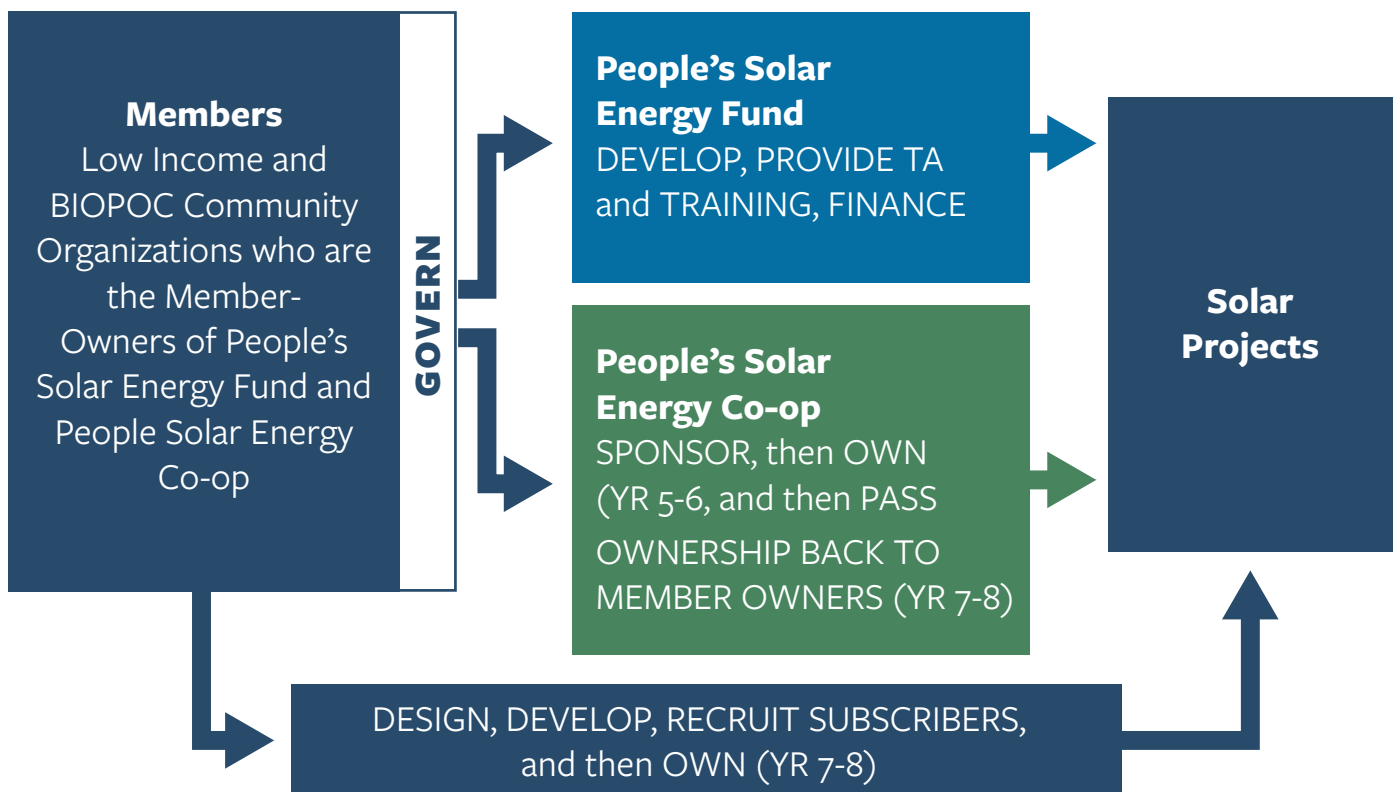 Members
Low Income and
BIOPOC Community
Organizations who are
the Member-
Owners of People’s
Solar Energy Fund and
People Solar Energy
Co-op
GOVERN
People’s Solar
Energy Fund
DEVELOP, PROVIDE TA
and TRAINING, FINANCE
People’s Solar
Energy Co-op
SPONSOR, then OWN
(YR 5-6, and then PASS
OWNERSHIP BACK TO
MEMBER OWNERS (YR 7-8)
Solar
Projects
DESIGN, DEVELOP, RECRUIT SUBSCRIBERS,
and then OWN (YR 7-8)